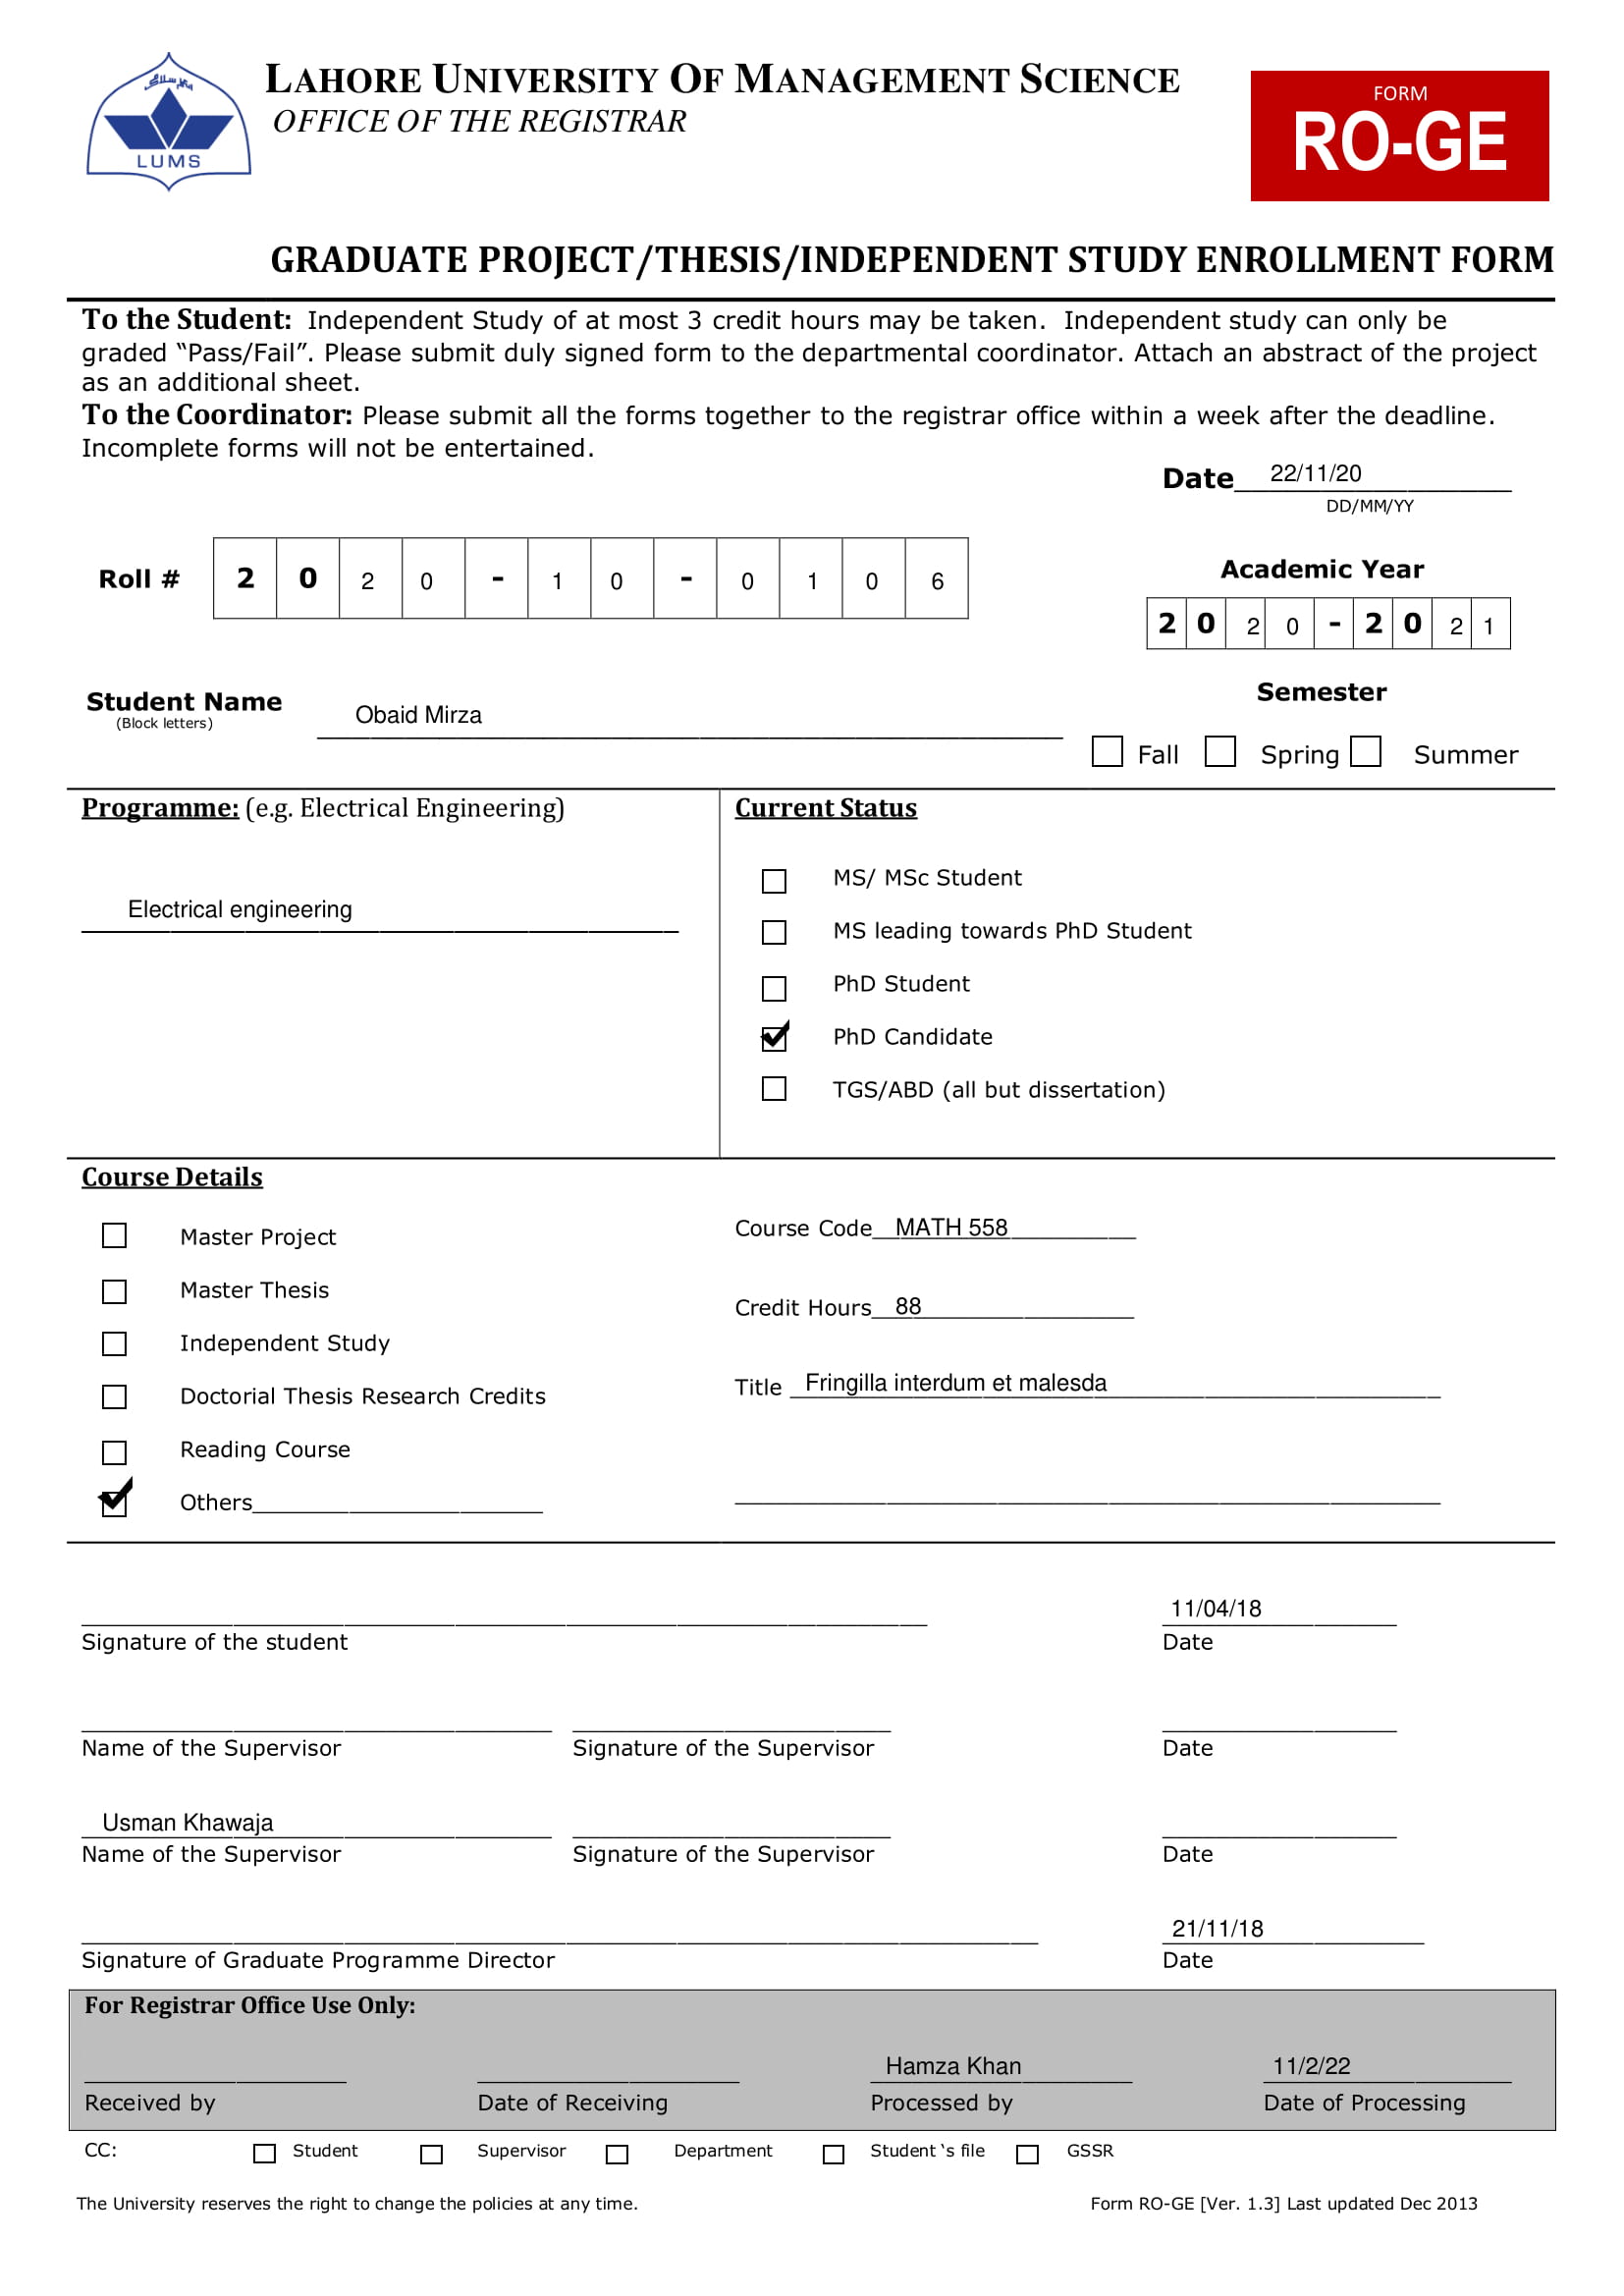 LUMS
LAHORE UNIVERSITY OF MANAGEMENT SCIENCE
OFFICE OF THE REGISTRAR
FORM
RO-GE
GRADUATE PROJECT/THESIS/INDEPENDENT STUDY ENROLLMENT FORM
To the Student: Independent Study of at most 3 credit hours may be taken. Independent study can only be
graded “Pass/Fail”. Please submit duly signed form to the departmental coordinator. Attach an abstract of the project
as an additional sheet.
To the Coordinator: Please submit all the forms together to the registrar office within a week after the deadline.
Incomplete forms will not be entertained.
Date 22/11/20
DD/MM/YY
Roll # 2 0 2 0 - 1 0 - 0 1 0 6
Academic Year
2 0 2 0 - 2 0 2 1
Student Name Obaid Mirza
(Block letters)
Semester
Fall Spring Summer
Programme: (e.g. Electrical Engineering)
Electrical engineering
Current Status
MS/ MSc Student
MS leading towards PhD Student
PhD Student
PhD Candidate
TGS/ABD (all but dissertation)
Course Details
Master Project
Master Thesis
Independent Study
Doctorial Thesis Research Credits
Reading Course
Others
Course Code MATH 558
Credit Hours 88
Title Fringilla interdum et malesda
11/04/18
Signature of the student Date
Name of the Supervisor Signature of the Supervisor Date
Usman Khawaja
Name of the Supervisor Signature of the Supervisor Date
21/11/18
Signature of Graduate Programme Director Date
For Registrar Office Use Only:
Hamza Khan 11/2/22
Received by Date of Receiving Processed by Date of Processing
CC: Student Supervisor Department Student ‘s file GSSR
The University reserves the right to change the policies at any time. Form RO-GE [Ver. 1.3] Last updated Dec 2013